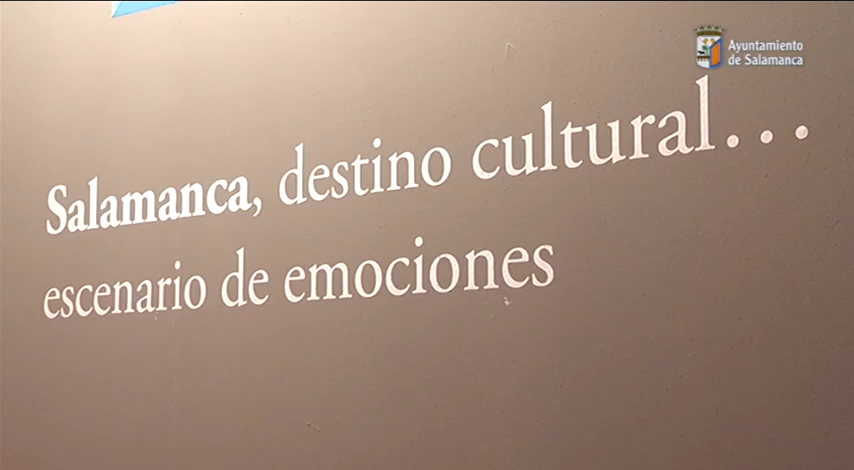 Ayuntamiento
de Salamanca
Salamanca, destino cultural...
escenario de emociones